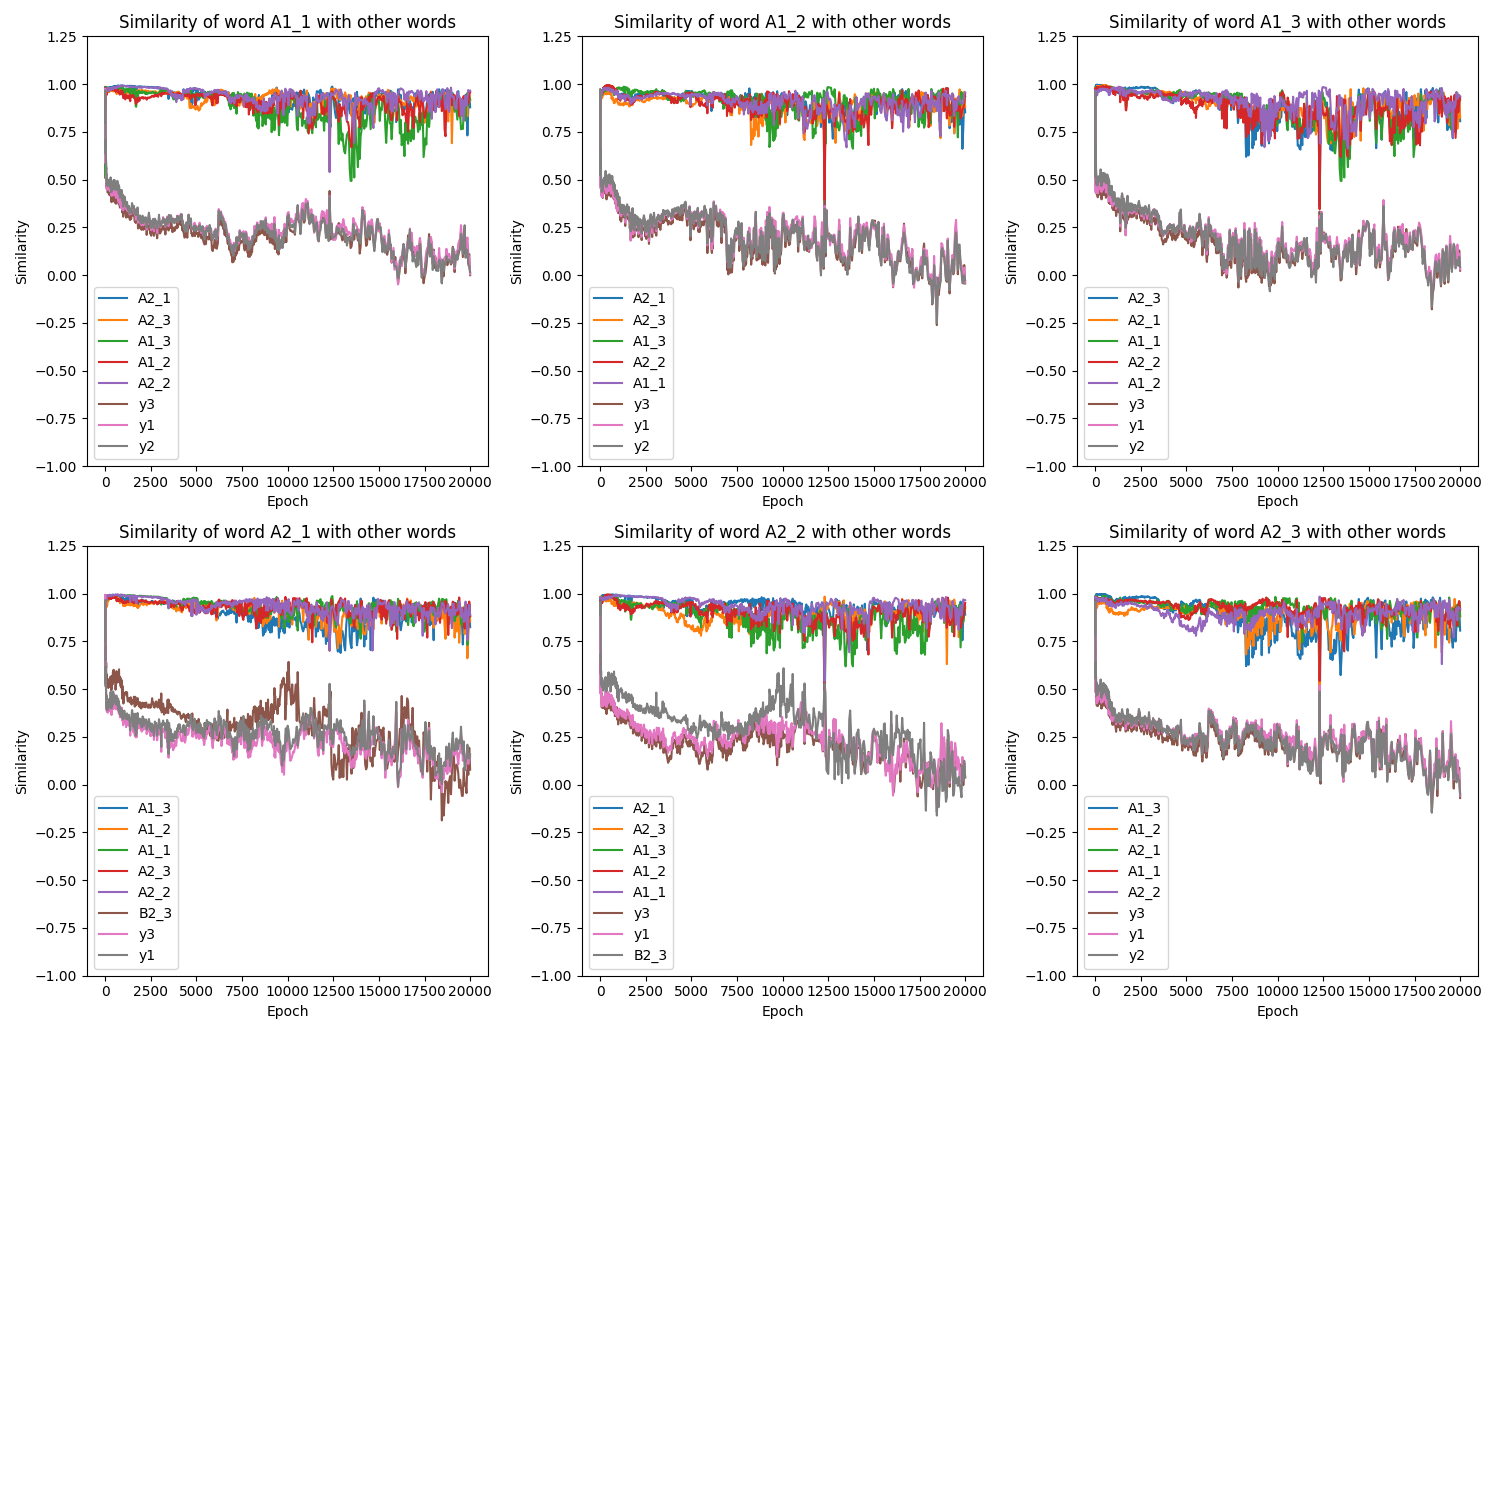 Similarity of word A1_1 with other words
1.25
1.00
0.75
0.50
0.25
0.00
−0.25
−0.50
−0.75
−1.00
Similarity
A2_1
A2_3
A1_3
A1_2
A2_2
y3
y1
y2
0 2500 5000 7500 10000 12500 15000 17500 20000
Epoch
Similarity of word A1_2 with other words
1.25
1.00
0.75
0.50
0.25
0.00
−0.25
−0.50
−0.75
−1.00
Similarity
A2_1
A2_3
A1_3
A2_2
A1_1
y3
y1
y2
0 2500 5000 7500 10000 12500 15000 17500 20000
Epoch
Similarity of word A1_3 with other words
1.25
1.00
0.75
0.50
0.25
0.00
−0.25
−0.50
−0.75
−1.00
Similarity
A2_3
A2_1
A1_1
A2_2
A1_2
y3
y1
y2
0 2500 5000 7500 10000 12500 15000 17500 20000
Epoch
Similarity of word A2_1 with other words
1.25
1.00
0.75
0.50
0.25
0.00
−0.25
−0.50
−0.75
−1.00
Similarity
A1_3
A1_2
A1_1
A2_3
A2_2
B2_3
y3
y1
0 2500 5000 7500 10000 12500 15000 17500 20000
Epoch
Similarity of word A2_2 with other words
1.25
1.00
0.75
0.50
0.25
0.00
−0.25
−0.50
−0.75
−1.00
Similarity
A2_1
A2_3
A1_3
A1_2
A1_1
y3
y1
B2_3
0 2500 5000 7500 10000 12500 15000 17500 20000
Epoch
Similarity of word A2_3 with other words
1.25
1.00
0.75
0.50
0.25
0.00
−0.25
−0.50
−0.75
−1.00
Similarity
A1_3
A1_2
A2_1
A1_1
A2_2
y3
y1
y2
0 2500 5000 7500 10000 12500 15000 17500 20000
Epoch